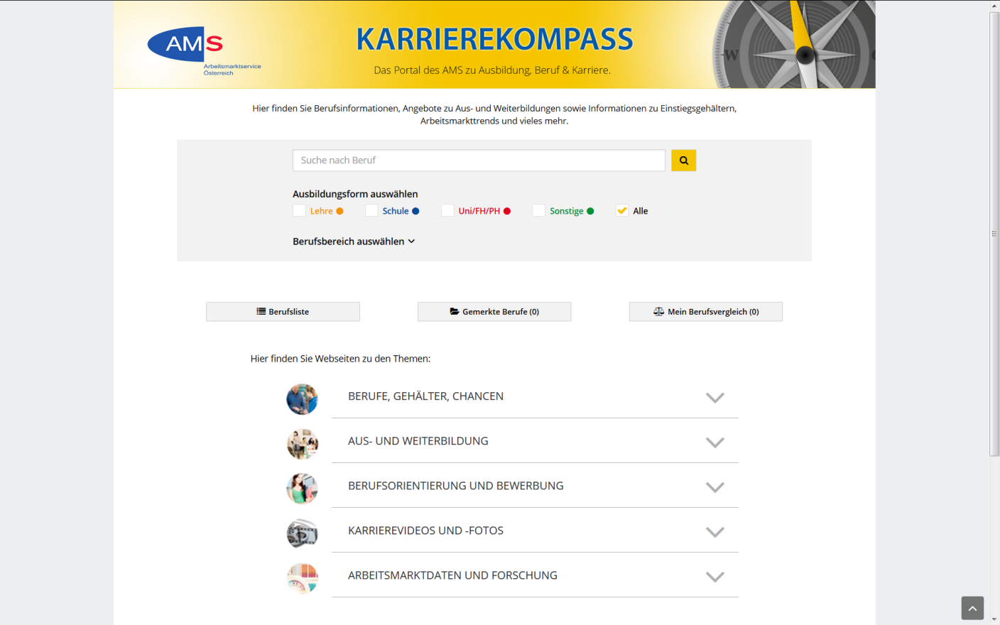 AMS
Arbeitsmarktservice
Österreich
KARRIEREKOMPASS
Das Portal des AMS zu Ausbildung, Beruf & Karriere.
W
Hier finden Sie Berufsinformationen, Angebote zu Aus- und Weiterbildungen sowie Informationen zu Einstiegsgehältern,
Arbeitsmarkttrends und vieles mehr.
Suche nach Beruf
Ausbildungsform auswählen
Lehre Schule Uni/FH/PH Sonstige Alle
Berufsbereich auswählen
Berufsliste Gemerkte Berufe (0) Mein Berufsvergleich (0)
Hier finden Sie Webseiten zu den Themen:
BERUFE, GEHÄLTER, CHANCEN
AUS- UND WEITERBILDUNG
BERUFSORIENTIERUNG UND BEWERBUNG
KARRIEREVIDEOS UND -FOTOS
ARBEITSMARKTDATEN UND FORSCHUNG